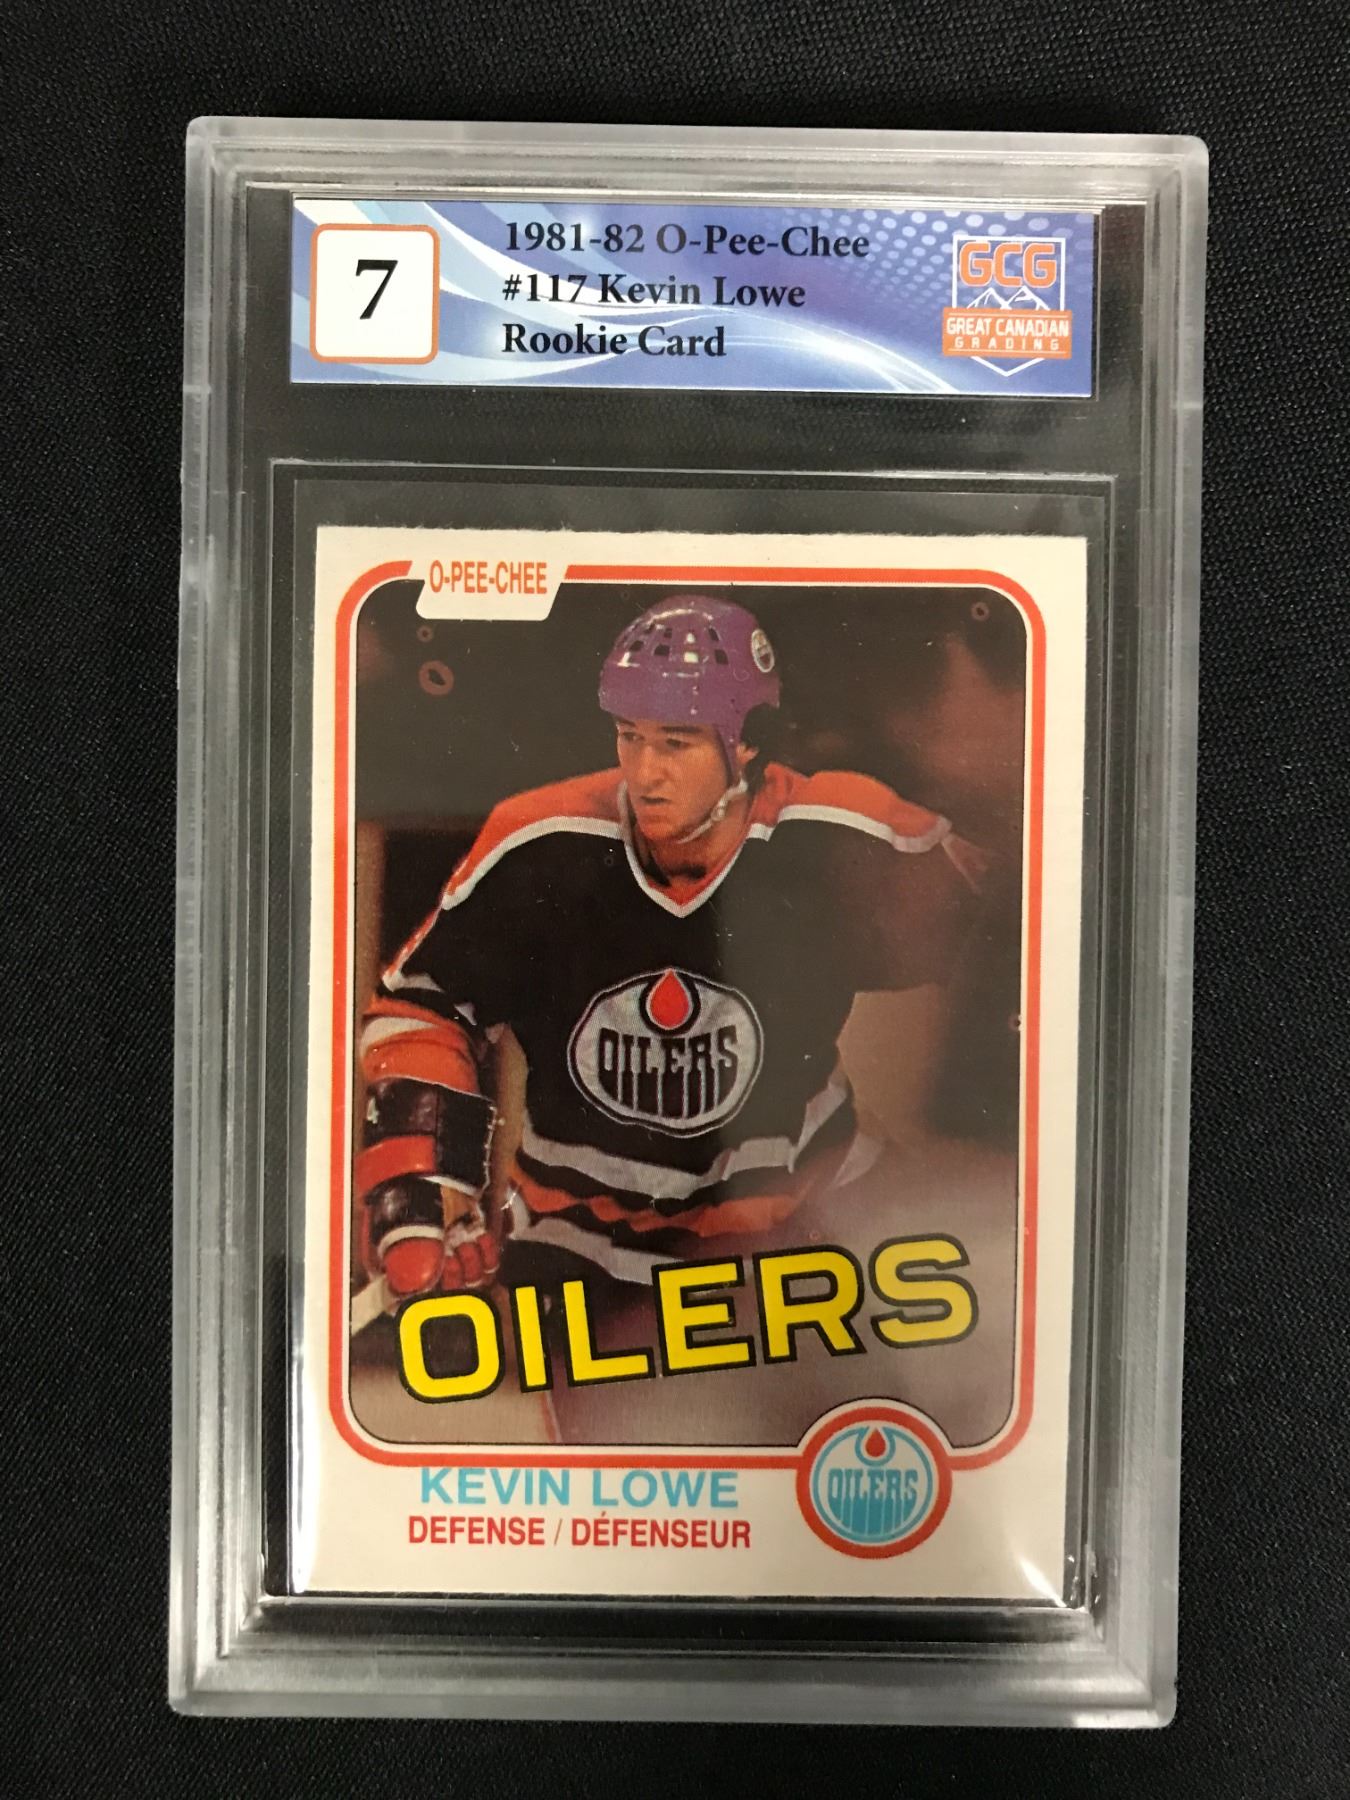 7
1981-82 O-Pee-Chee
#117 Kevin Lowe
Rookie Card
GCG
GREAT CANADIAN
GRADING
O-PEE-CHEE
OILERS
4
OILERS
OILERS
KEVIN LOWE
DEFENSE / DÉFENSEUR